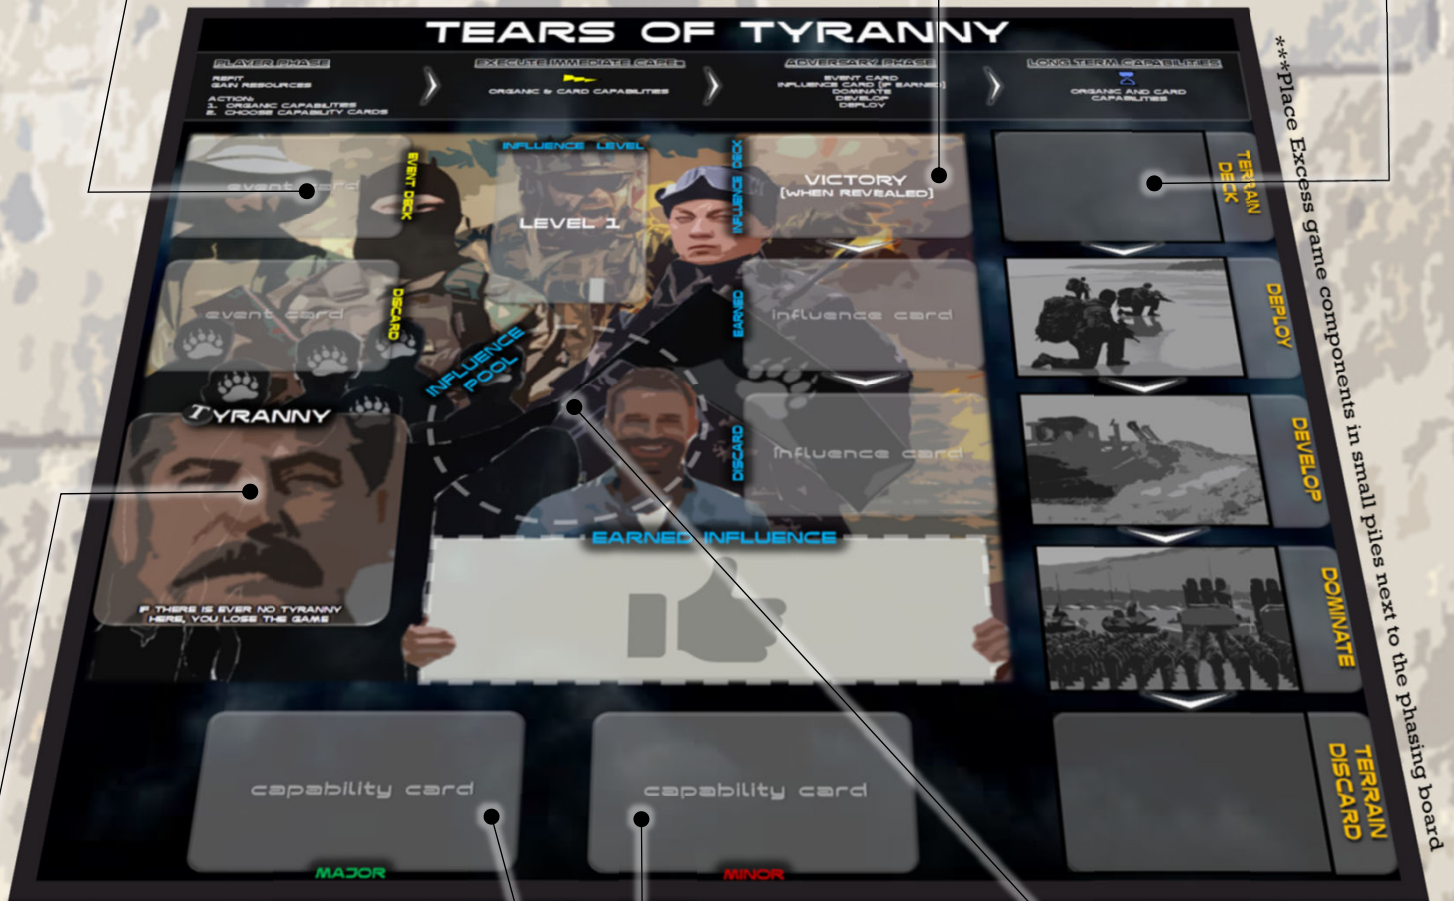 TEARS OF TYRANNY
PLAYER PHASE
REFIT
GAIN RESOURCES
ACTION:
1. ORGANIC CAPABILITIES
2. CHOOSE CAPABILITY CARDS
EXECUTE IMMEDIATE CAPE:
ORGANIC & CARD CAPABILITIES
ADVERSARY PHASE
EVENT CARD
INFLUENCE CARD (IF EARNED)
DOMINATE
DEVELOP
DEPLOY
LONG TERM CAPABILITIES
ORGANIC AND CARD
CAPABILITIES
event card
EVENT DECK
INFLUENCE LEVEL
LEVEL 1
INFLUENCE DECK
VICTORY
(WHEN REVEALED)
TERRAIN
DECK
event card
DISCARD
INFLUENCE
POOL
EARNED
influence card
DEPLOY
TYRANNY
IF THERE IS EVER NO TYRANNY
HERE, YOU LOSE THE GAME
DISCARD
influence card
DEVELOP
EARNED INFLUENCE
DOMINATE
capability card
MAJOR
capability card
MINOR
TERRAIN
DISCARD
***Place Excess game components in small piles next to the phasing board